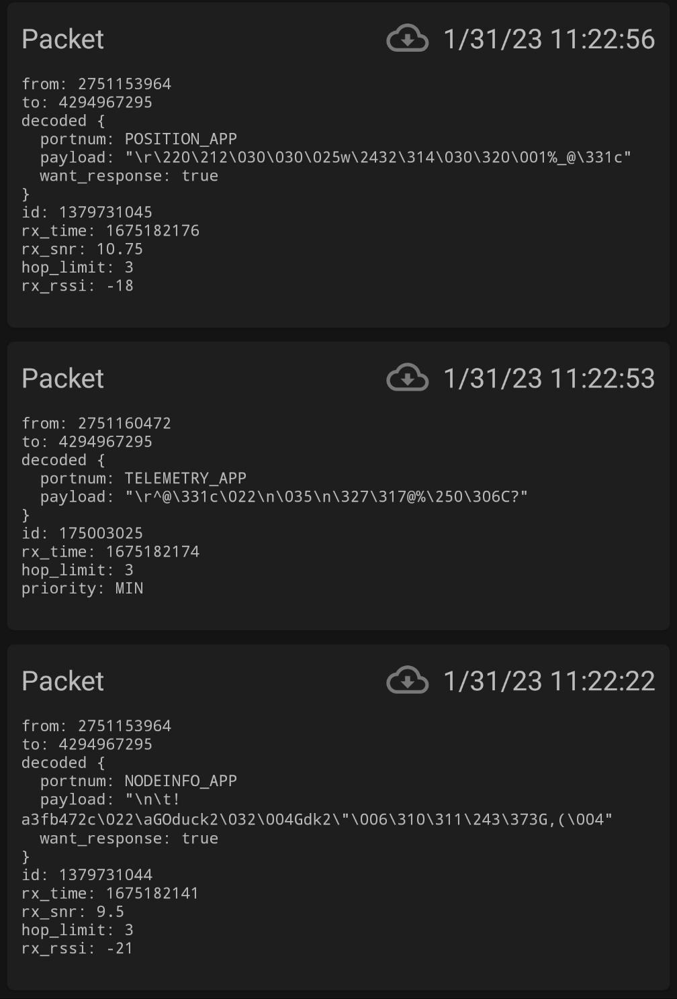 Packet 1/31/23 11:22:56
from: 2751153964
to: 4294967295
decoded {
  portnum: POSITION_APP
  payload: "\r\220\212\030\030\025w\2432\314\030\320\001%_@\331c"
  want_response: true
}
id: 1379731045
rx_time: 1675182176
rx_snr: 10.75
hop_limit: 3
rx_rssi: -18
Packet 1/31/23 11:22:53
from: 2751160472
to: 4294967295
decoded {
  portnum: TELEMETRY_APP
  payload: "\r^@\331c\022\n\035\n\327\317@%\250\306C?"
}
id: 175003025
rx_time: 1675182174
hop_limit: 3
priority: MIN
Packet 1/31/23 11:22:22
from: 2751153964
to: 4294967295
decoded {
  portnum: NODEINFO_APP
  payload: "\n\t!
a3fb472c\022\aGOduck2\032\004Gdk2\"\006\310\311\243\373G,(\004"
  want_response: true
}
id: 1379731044
rx_time: 1675182141
rx_snr: 9.5
hop_limit: 3
rx_rssi: -21